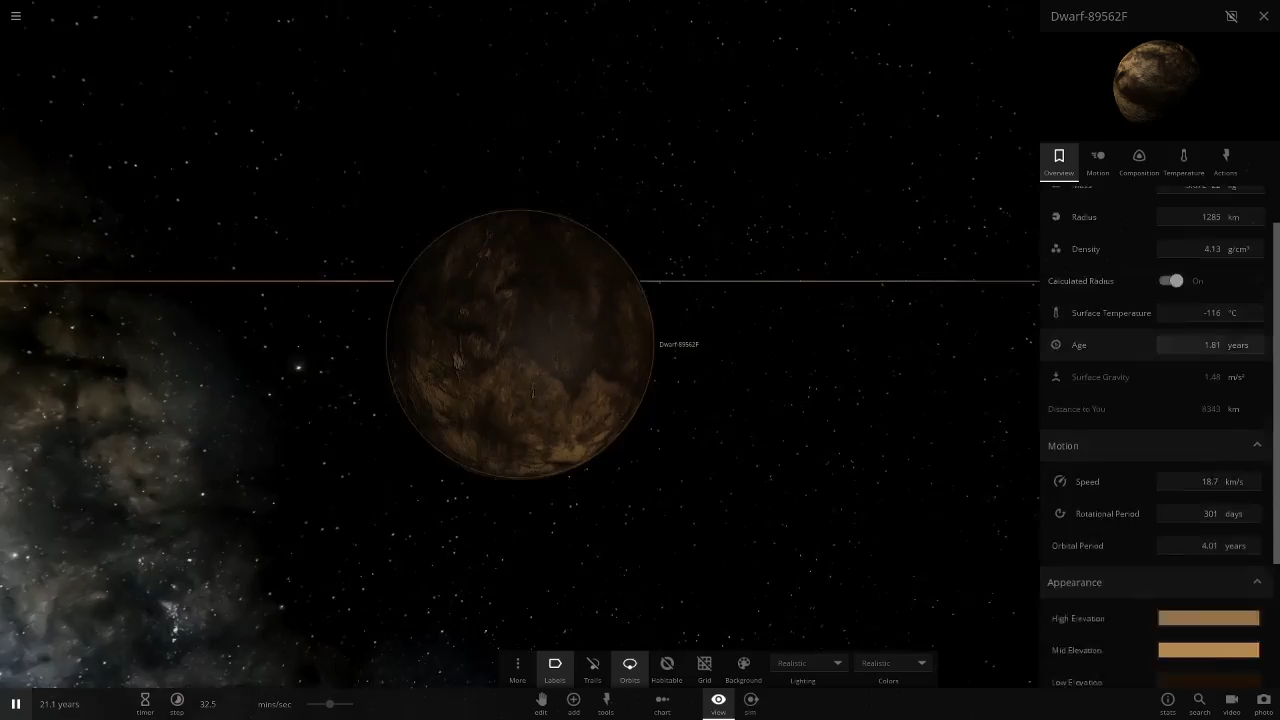 Dwarf-89562F
Overview Motion Composition Temperature Actions
Radius 1285 km
Density 4.13 g/cm³
Calculated Radius On
Surface Temperature -116 °C
Age 1.81 years
Surface Gravity 1.48 m/s²
Distance to You 8343 km
Motion
Speed 18.7 km/s
Rotational Period 301 days
Orbital Period 4.01 years
Appearance
High Elevation
Mid Elevation
Low Elevation
Dwarf-89562F
More Labels Trails Orbits Habitable Grid Background Realistic Lighting Realistic Colors
21.1 years timer step 32.5 mins/sec edit add tools chart view sim stats search video photo